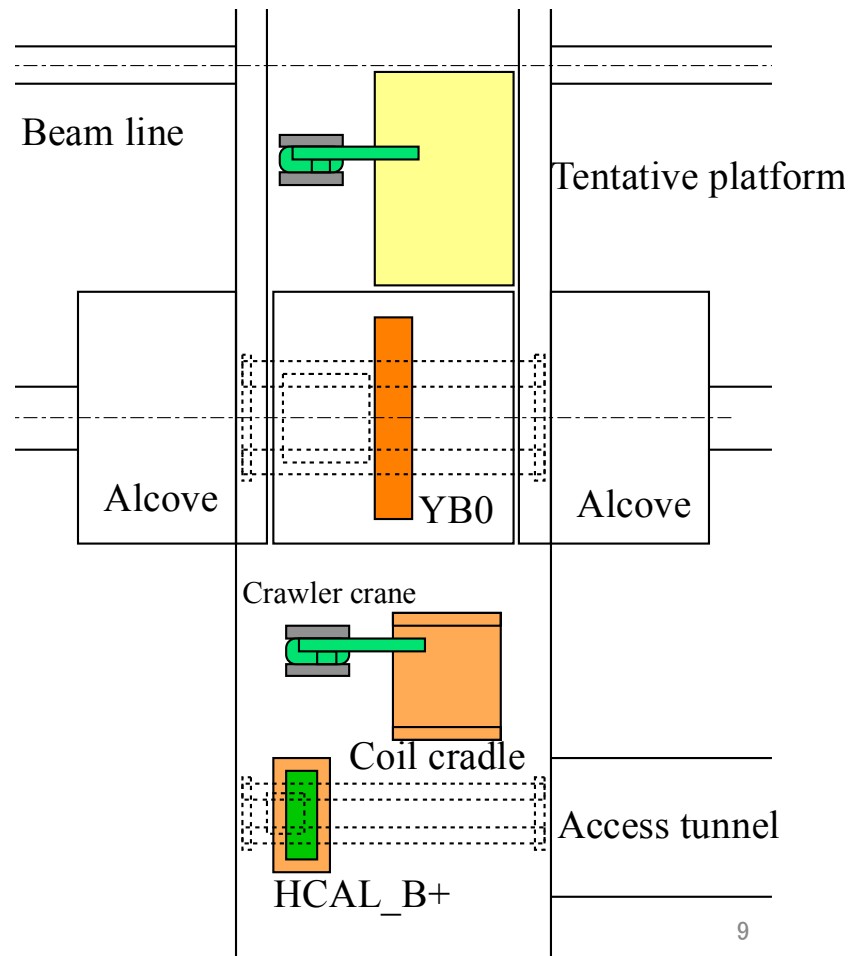 Beam line
Tentative platform
Alcove
YB0
Alcove
Crawler crane
Coil cradle
Access tunnel
HCAL_B+
9